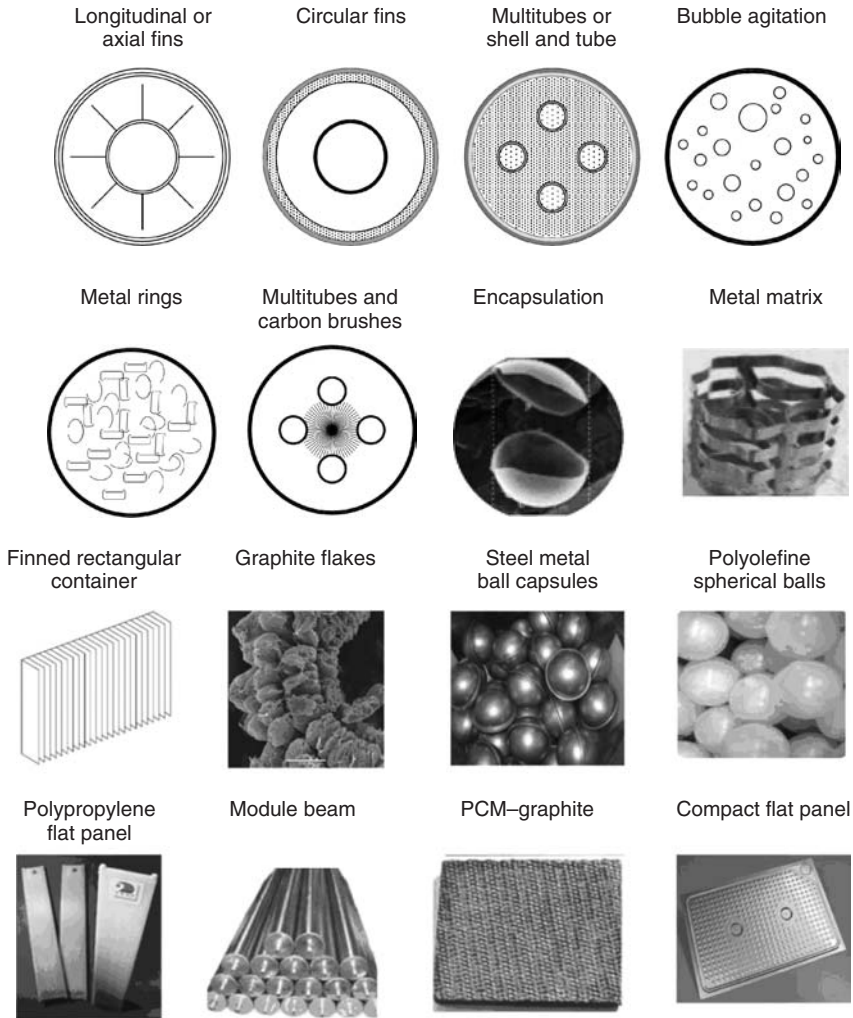 Longitudinal or
axial fins
Circular fins
Multitubes or
shell and tube
Bubble agitation
Metal rings
Multitubes and
carbon brushes
Encapsulation
Metal matrix
Finned rectangular
container
Graphite flakes
Steel metal
ball capsules
Polyolefine
spherical balls
Polypropylene
flat panel
Module beam
PCM–graphite
Compact flat panel